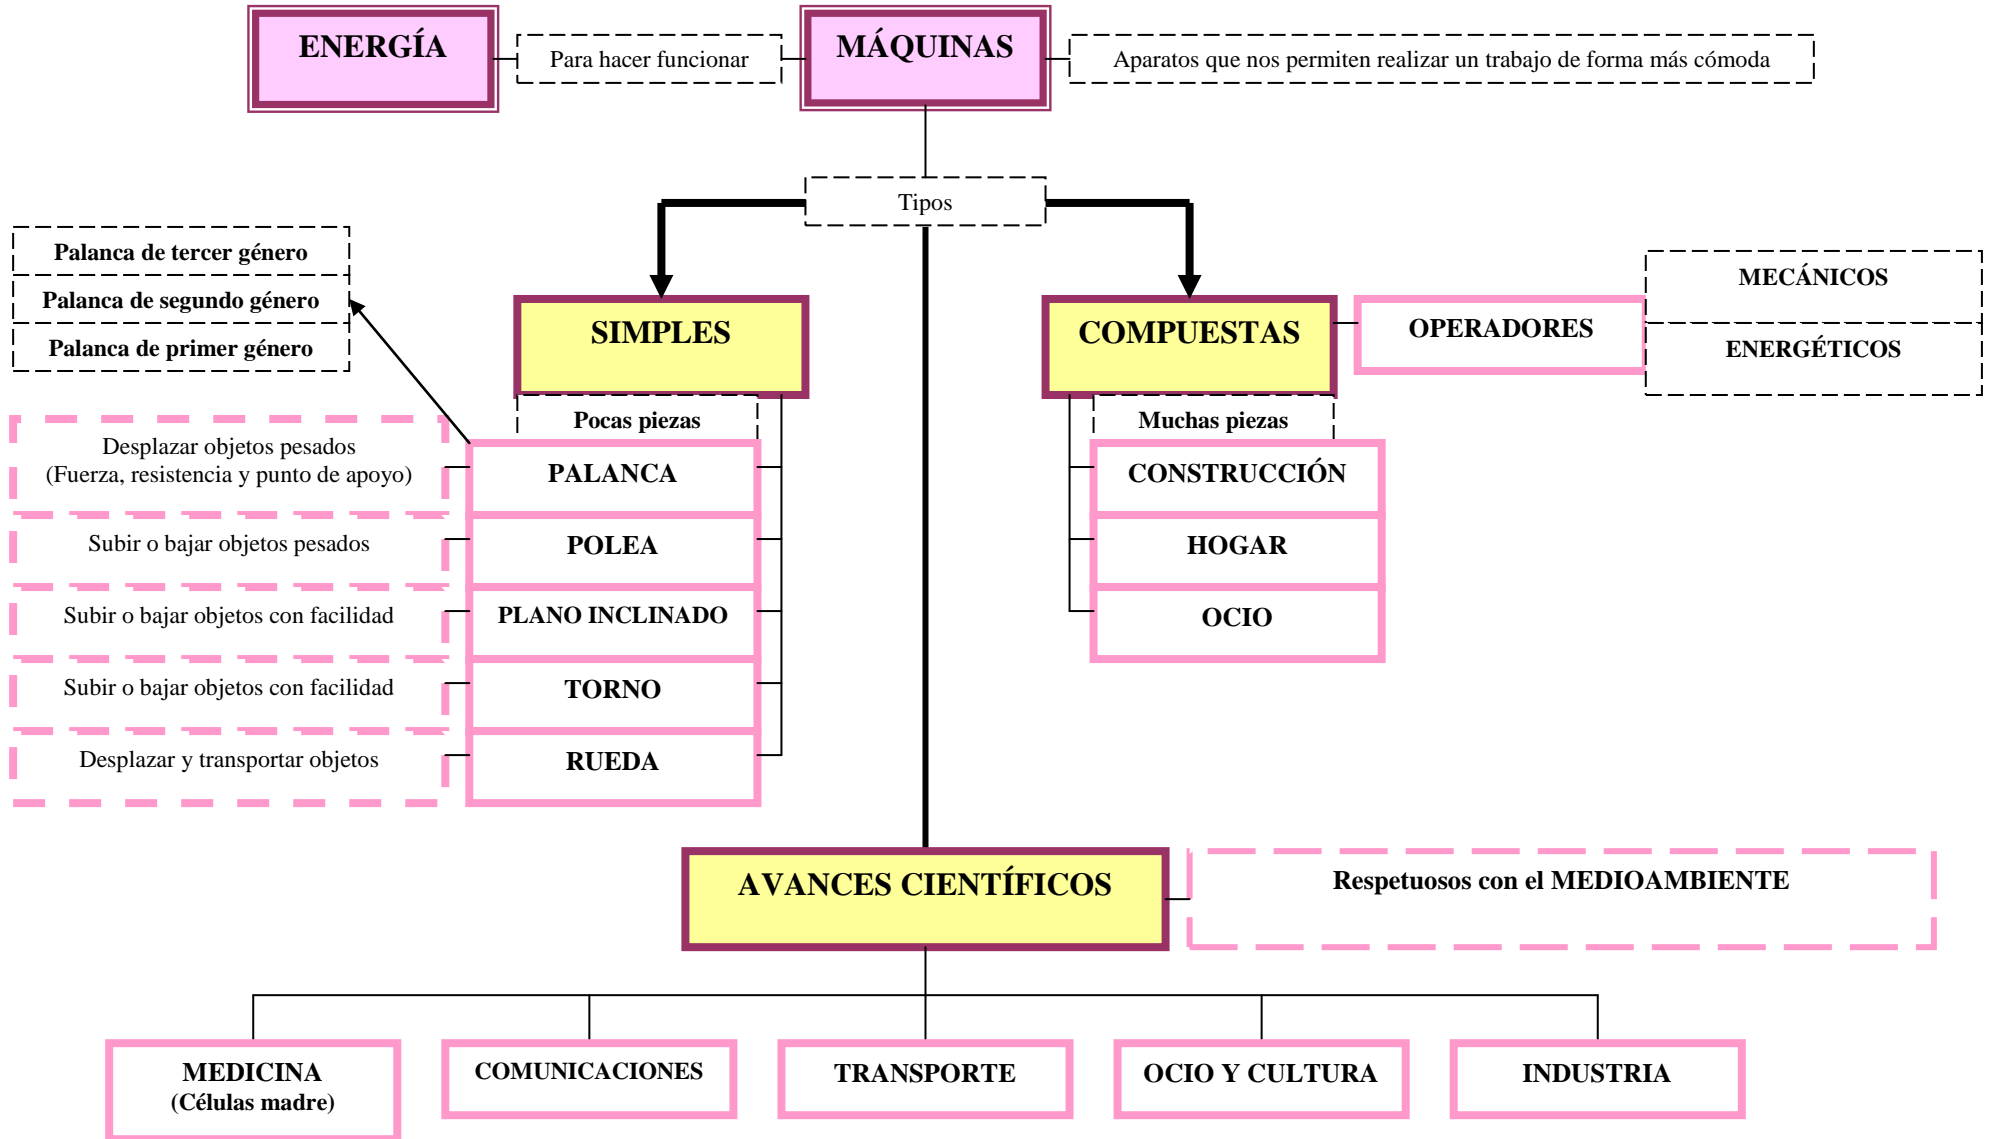 ENERGÍA
Para hacer funcionar
MÁQUINAS
Aparatos que nos permiten realizar un trabajo de forma más cómoda
Tipos
Palanca de tercer género
Palanca de segundo género
Palanca de primer género
SIMPLES
Pocas piezas
COMPUESTAS
Muchas piezas
OPERADORES
MECÁNICOS
ENERGÉTICOS
Desplazar objetos pesados
(Fuerza, resistencia y punto de apoyo)
PALANCA
Subir o bajar objetos pesados
POLEA
Subir o bajar objetos con facilidad
PLANO INCLINADO
Subir o bajar objetos con facilidad
TORNO
Desplazar y transportar objetos
RUEDA
CONSTRUCCIÓN
HOGAR
OCIO
AVANCES CIENTÍFICOS
Respetuosos con el MEDIOAMBIENTE
MEDICINA
(Células madre)
COMUNICACIONES
TRANSPORTE
OCIO Y CULTURA
INDUSTRIA